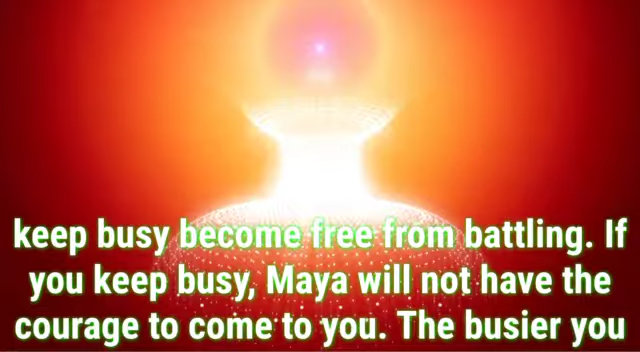 keep busy become free from battling. If
you keep busy, Maya will not have the
courage to come to you. The busier you